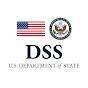 DSS
U.S. DEPARTMENT of STATE